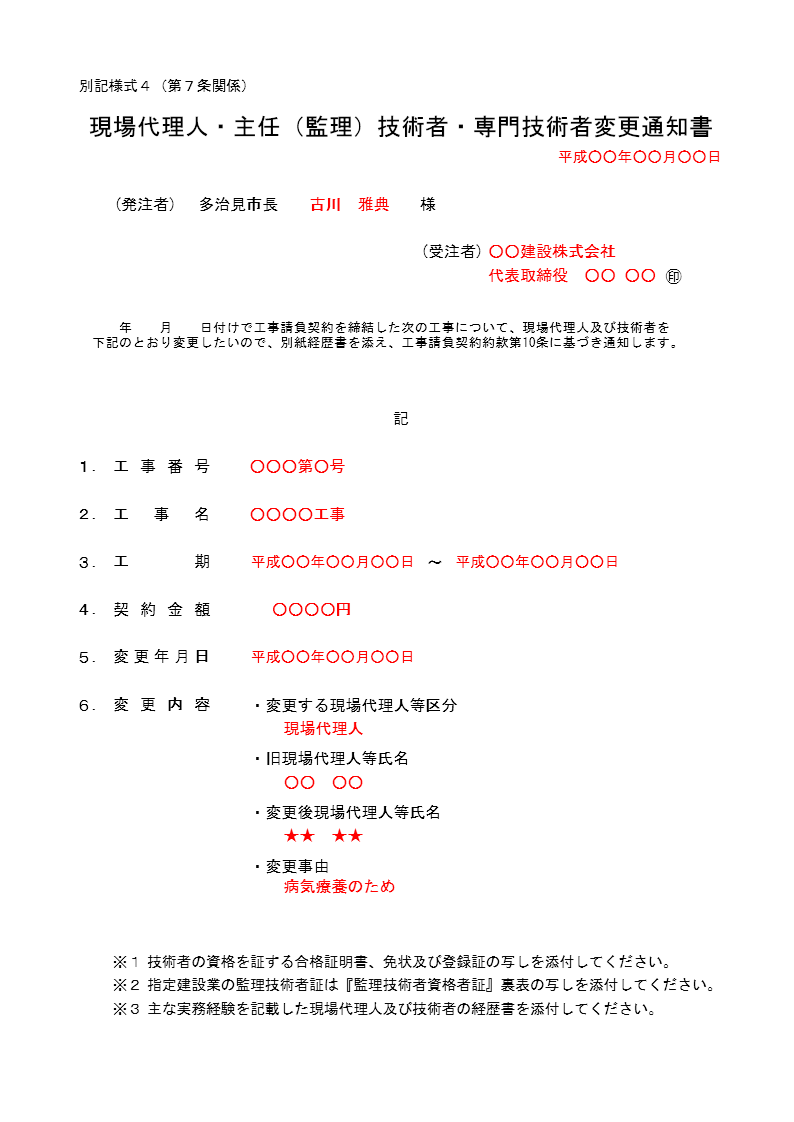 別記様式４（第７条関係）
現場代理人・主任（監理）技術者・専門技術者変更通知書
平成〇〇年〇〇月〇〇日
（発注者）　多治見市長　　古川　雅典　　様
（受注者）〇〇建設株式会社
代表取締役　〇〇 〇〇 ㊞
年　　月　　日付けで工事請負契約を締結した次の工事について、現場代理人及び技術者を
下記のとおり変更したいので、別紙経歴書を添え、工事請負契約約款第10条に基づき通知します。
記
１．工事番号　〇〇〇第〇号
２．工事名　〇〇〇〇工事
３．工期　平成〇〇年〇〇月〇〇日　～　平成〇〇年〇〇月〇〇日
４．契約金額　〇〇〇〇円
５．変更年月日　平成〇〇年〇〇月〇〇日
６．変更内容　・変更する現場代理人等区分
現場代理人
・旧現場代理人等氏名
〇〇　〇〇
・変更後現場代理人等氏名
★★　★★
・変更事由
病気療養のため
※１ 技術者の資格を証する合格証明書、免状及び登録証の写しを添付してください。
※２ 指定建設業の監理技術者証は『監理技術者資格者証』裏表の写しを添付してください。
※３ 主な実務経験を記載した現場代理人及び技術者の経歴書を添付してください。